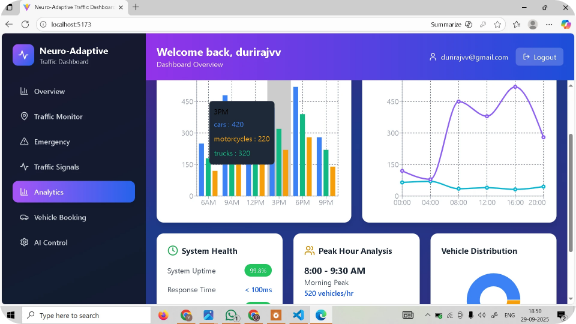 Neuro-Adaptive Traffic Dashboard
localhost:5173
Summarize
Neuro-Adaptive
Traffic Dashboard
Overview
Traffic Monitor
Emergency
Traffic Signals
Analytics
Vehicle Booking
AI Control
Welcome back, durirajvv
Dashboard Overview
durirajvv@gmail.com
Logout
450
300
150
0
3PM
cars : 420
motorcycles : 220
trucks : 320
6AM 9AM 12PM 3PM 6PM 9PM
450
300
150
0
00:00 04:00 08:00 12:00 16:00 20:00
System Health
System Uptime 99.8%
Response Time < 100ms
Peak Hour Analysis
8:00 - 9:30 AM
Morning Peak
520 vehicles/hr
Vehicle Distribution
Type here to search
ENG
18:50
29-09-2025